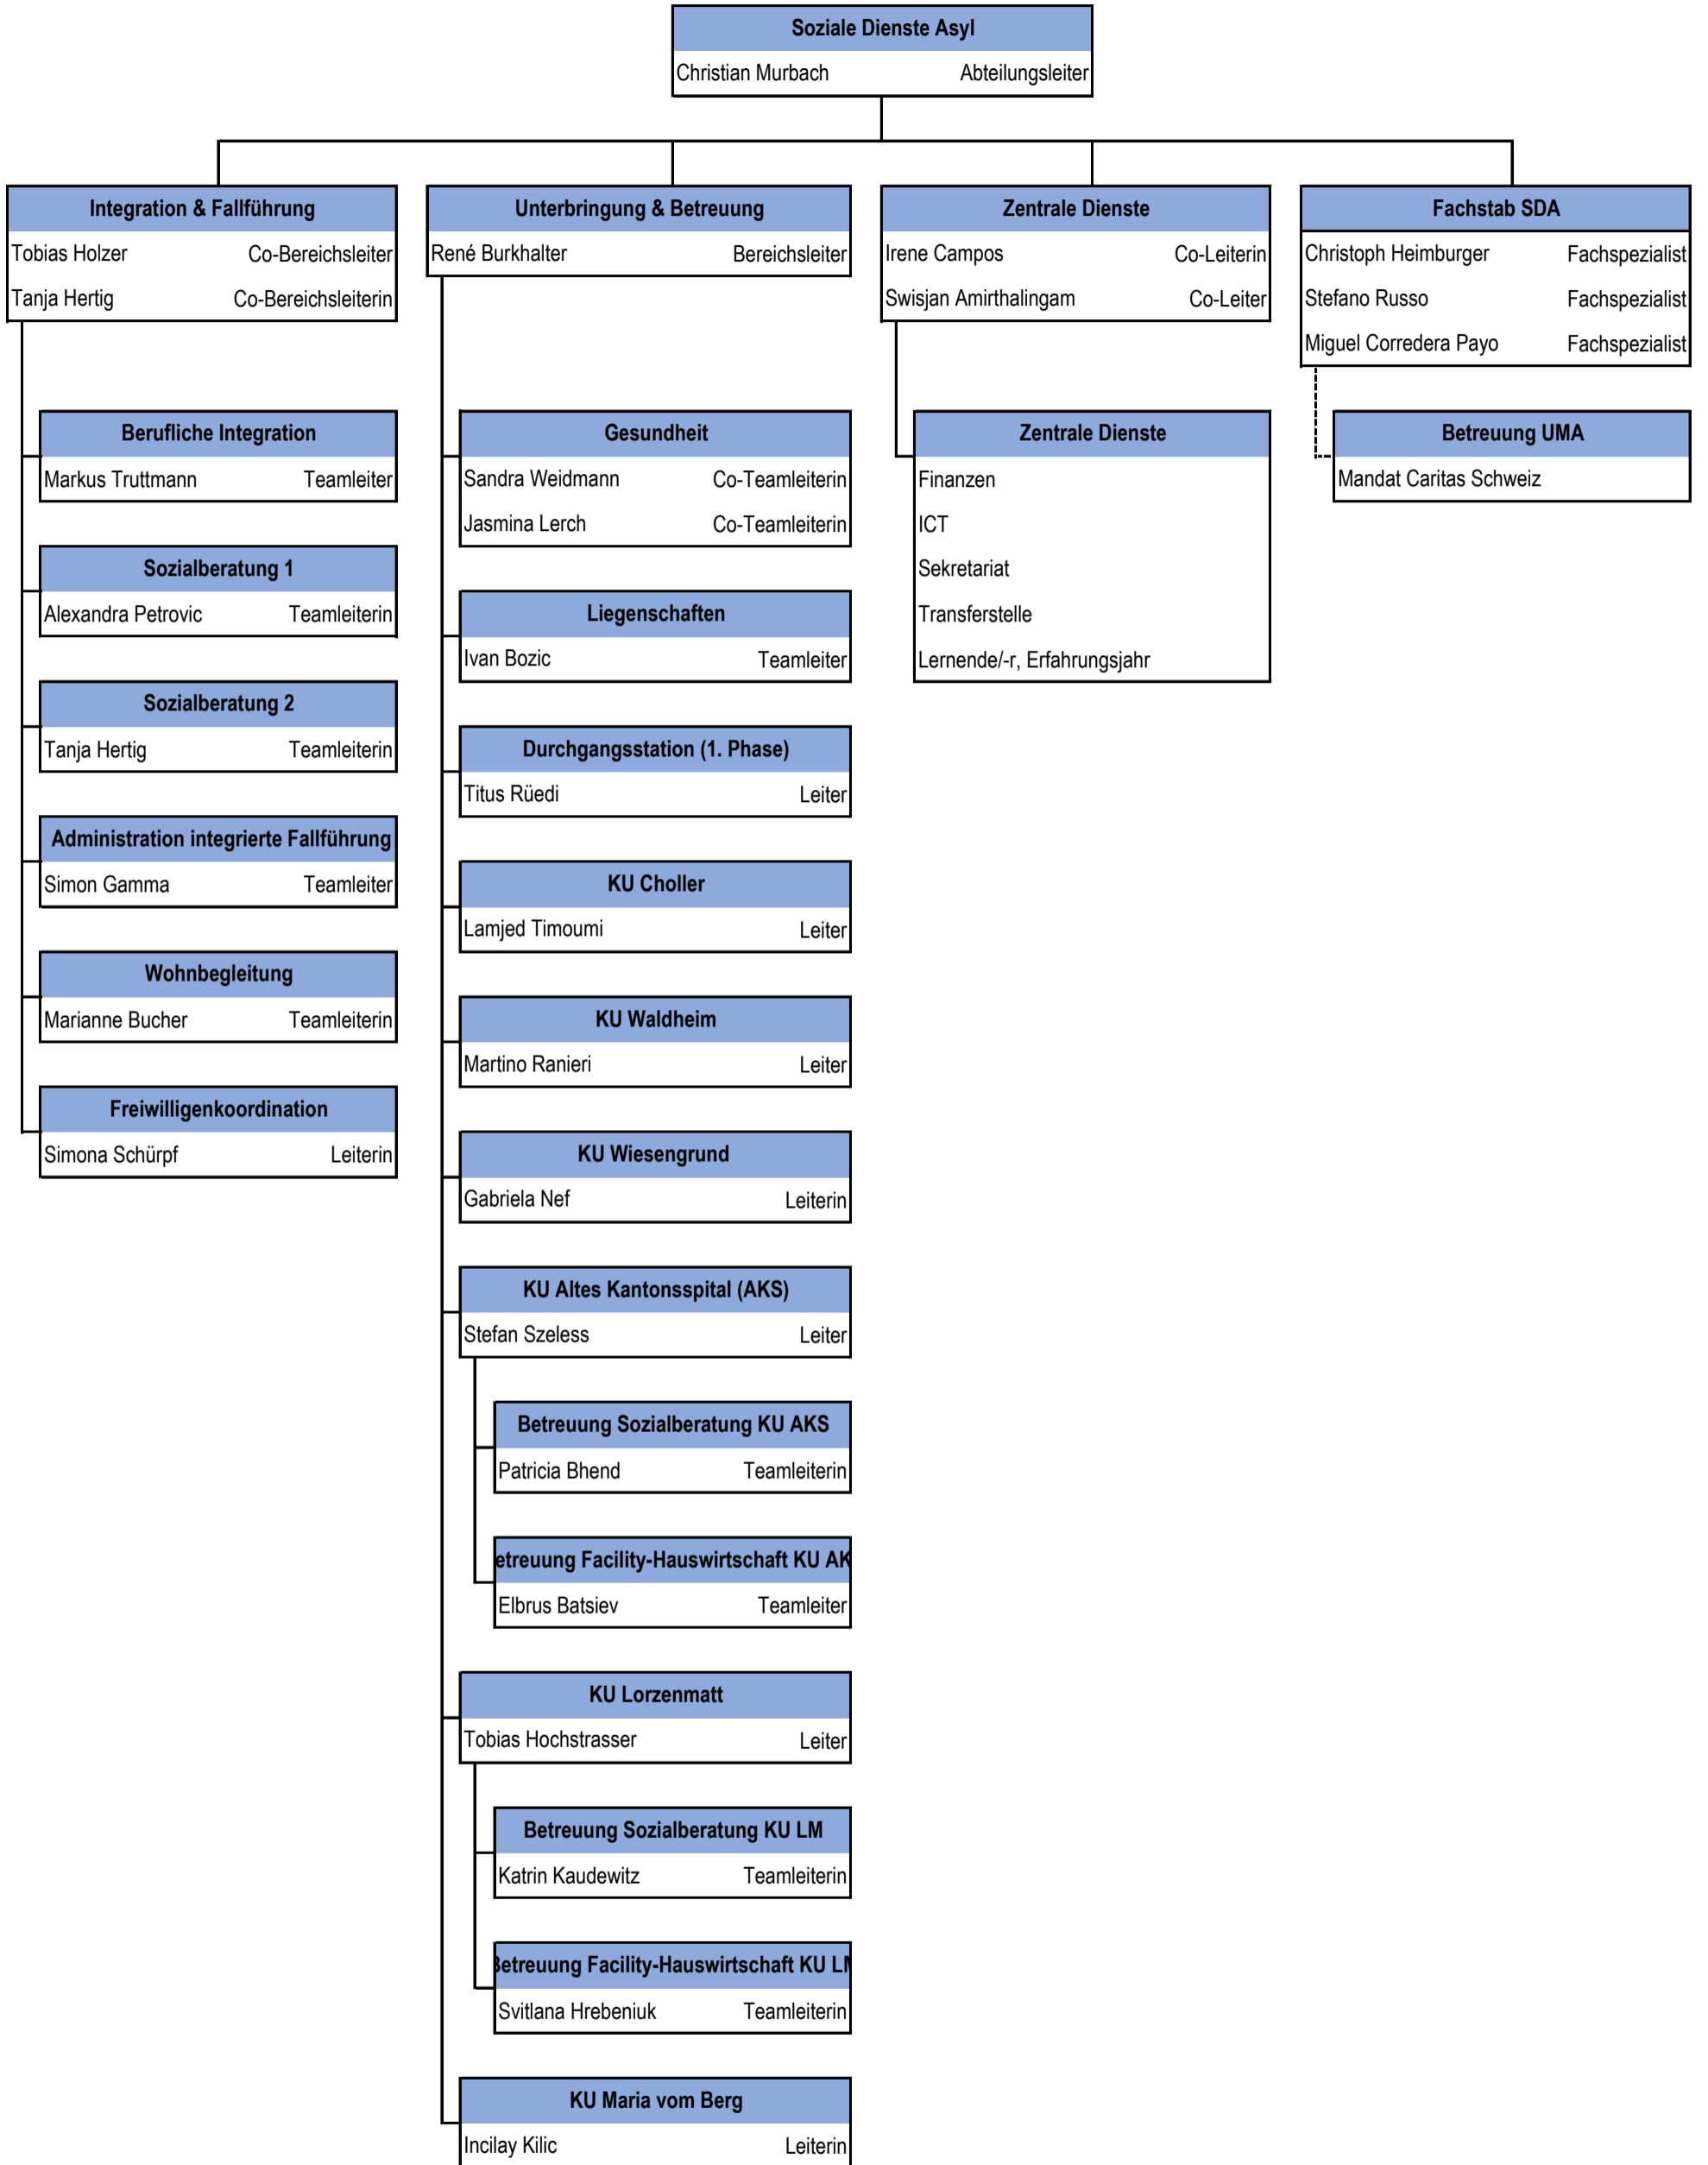 Soziale Dienste Asyl
Christian Murbach Abteilungsleiter
Integration & Fallführung
Tobias Holzer Co-Bereichsleiter
Tanja Hertig Co-Bereichsleiterin
Berufliche Integration
Markus Truttmann Teamleiter
Sozialberatung 1
Alexandra Petrovic Teamleiterin
Sozialberatung 2
Tanja Hertig Teamleiterin
Administration integrierte Fallführung
Simon Gamma Teamleiter
Wohnbegleitung
Marianne Bucher Teamleiterin
Freiwilligenkoordination
Simona Schürpf Leiterin
Unterbringung & Betreuung
René Burkhalter Bereichsleiter
Gesundheit
Sandra Weidmann Co-Teamleiterin
Jasmina Lerch Co-Teamleiterin
Liegenschaften
Ivan Bozic Teamleiter
Durchgangsstation (1. Phase)
Titus Rüedi Leiter
KU Choller
Lamjed Timoumi Leiter
KU Waldheim
Martino Ranieri Leiter
KU Wiesengrund
Gabriela Nef Leiterin
KU Altes Kantonsspital (AKS)
Stefan Szeless Leiter
Betreuung Sozialberatung KU AKS
Patricia Bhend Teamleiterin
etreuung Facility-Hauswirtschaft KU AK
Elbrus Batsiev Teamleiter
KU Lorzenmatt
Tobias Hochstrasser Leiter
Betreuung Sozialberatung KU LM
Katrin Kaudewitz Teamleiterin
Betreuung Facility-Hauswirtschaft KU LM
Svitlana Hrebeniuk Teamleiterin
KU Maria vom Berg
Incilay Kilic Leiterin
Zentrale Dienste
Irene Campos Co-Leiterin
Swisjan Amirthalingam Co-Leiter
Zentrale Dienste
Finanzen
ICT
Sekretariat
Transferstelle
Lernende/-r, Erfahrungsjahr
Fachstab SDA
Christoph Heimburger Fachspezialist
Stefano Russo Fachspezialist
Miguel Corredera Payo Fachspezialist
Betreuung UMA
Mandat Caritas Schweiz